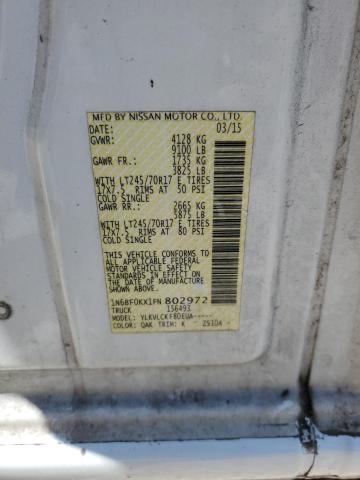 MFD BY NISSAN MOTOR CO., LTD.
DATE: 03/15
GVWR: 4128 KG
9100 LB
GAWR FR: 1735 KG
3825 LB
WITH LT245/70R17 E TIRES
17X7.5 RIMS AT 50 PSI
COLD SINGLE
GAWR RR: 2665 KG
5875 LB
WITH LT245/70R17 E TIRES
17X7.5 RIMS AT 80 PSI
COLD SINGLE
THIS VEHICLE CONFORMS
TO ALL APPLICABLE
FEDERAL MOTOR VEHICLE
SAFETY STANDARDS IN
EFFECT ON THE DATE OF
MANUFACTURE SHOWN
ABOVE.
1N6BF0KX1FN 802972
TRUCK 156493
MODEL: YLKVLCKF80EUA-----
COLOR: QAK TRIM: K 2510A -